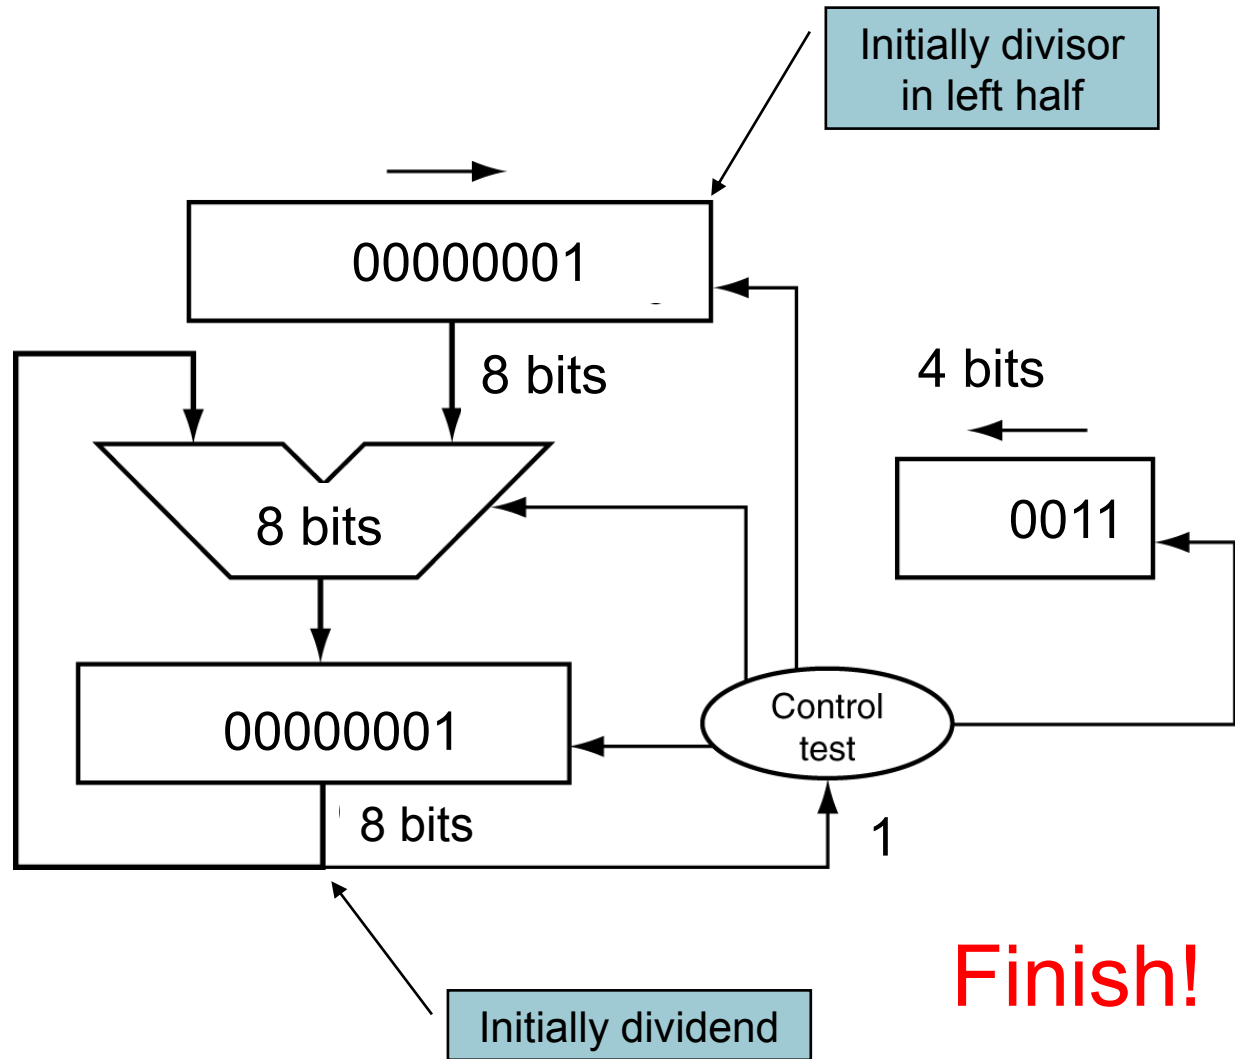 Initially divisor
in left half
00000001
8 bits
4 bits
8 bits
0011
00000001
Control
test
8 bits
1
Finish!
Initially dividend